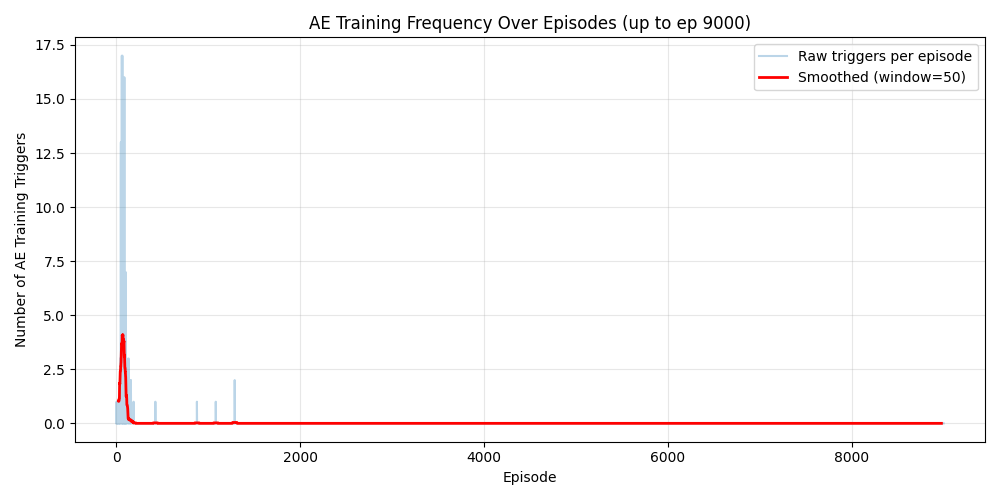 AE Training Frequency Over Episodes (up to ep 9000)
Raw triggers per episode
Smoothed (window=50)
Number of AE Training Triggers
17.5
15.0
12.5
10.0
7.5
5.0
2.5
0.0
0 2000 4000 6000 8000
Episode